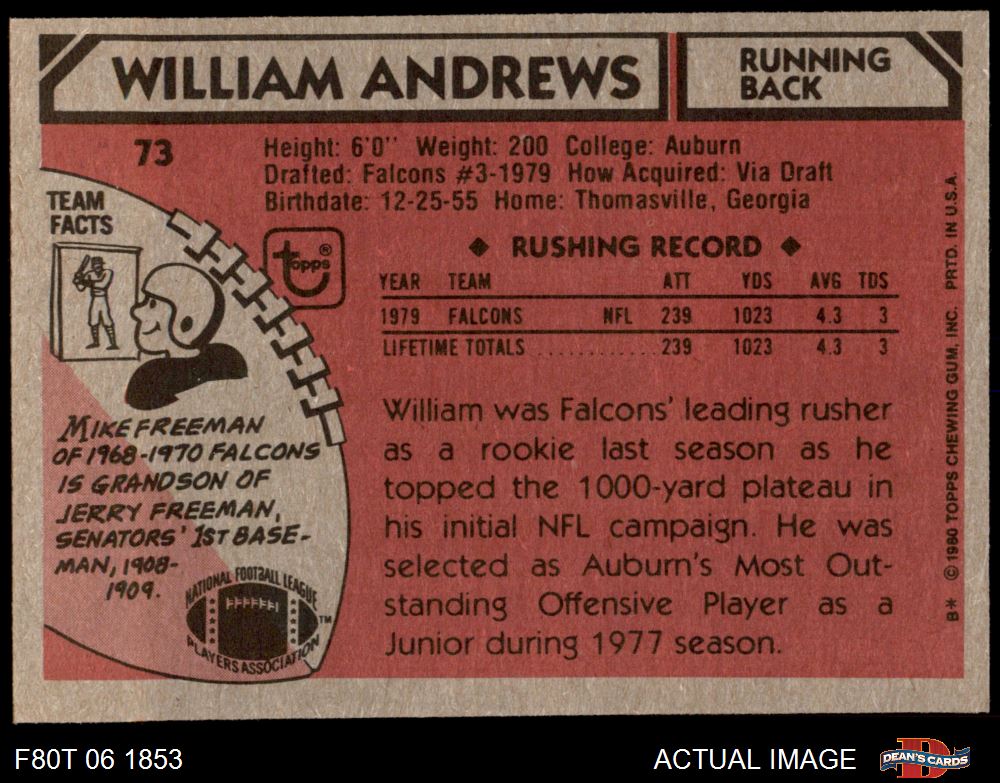 WILLIAM ANDREWS
RUNNING
BACK
73
Height: 6'0" Weight: 200 College: Auburn
Drafted: Falcons #3-1979 How Acquired: Via Draft
Birthdate: 12-25-55 Home: Thomasville, Georgia
TEAM
FACTS
topps®
◆ RUSHING RECORD ◆
YEAR TEAM ATT YDS AVG TDS
1979 FALCONS NFL 239 1023 4.3 3
LIFETIME TOTALS ............ 239 1023 4.3 3
MIKE FREEMAN
OF 1968-1970 FALCONS
IS GRANDSON OF
JERRY FREEMAN,
SENATORS' 1ST BASE-
MAN, 1908-
1909.
NATIONAL FOOTBALL LEAGUE
PLAYERS ASSOCIATION
TM
William was Falcons' leading rusher
as a rookie last season as he
topped the 1000-yard plateau in
his initial NFL campaign. He was
selected as Auburn's Most Out-
standing Offensive Player as a
Junior during 1977 season.
B* ©1980 TOPPS CHEWING GUM, INC. PRTD. IN U.S.A.
F80T 06 1853
ACTUAL IMAGE
D
DEAN'S CARDS